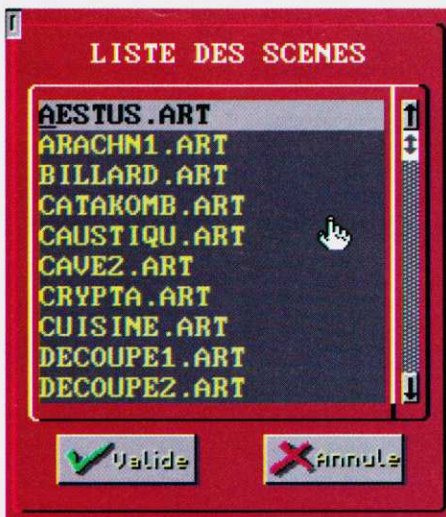 LISTE DES SCENES
AESTUS.ART
ARACHN1.ART
BILLARD.ART
CATAKOMB.ART
CAUSTIQU.ART
CAVE2.ART
CRYPTA.ART
CUISINE.ART
DECOUPE1.ART
DECOUPE2.ART
Valide
Annule